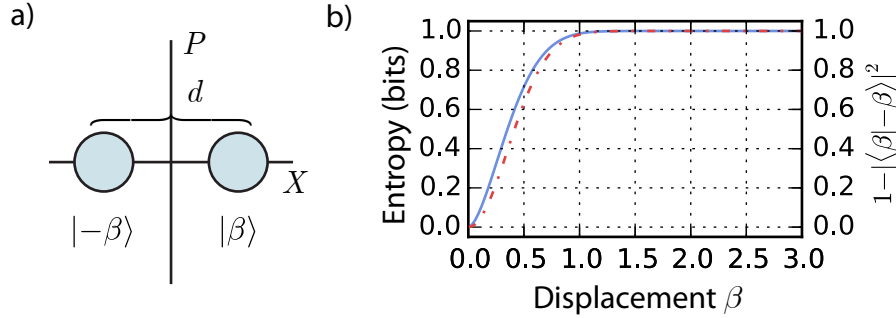 a)
P
d
X
|−β⟩
|β⟩
b)
Entropy (bits)
1.0
0.8
0.6
0.4
0.2
0.0
1.0
0.8
0.6
0.4
0.2
0.0
1−|⟨β|−β⟩|²
0.0 0.5 1.0 1.5 2.0 2.5 3.0
Displacement β